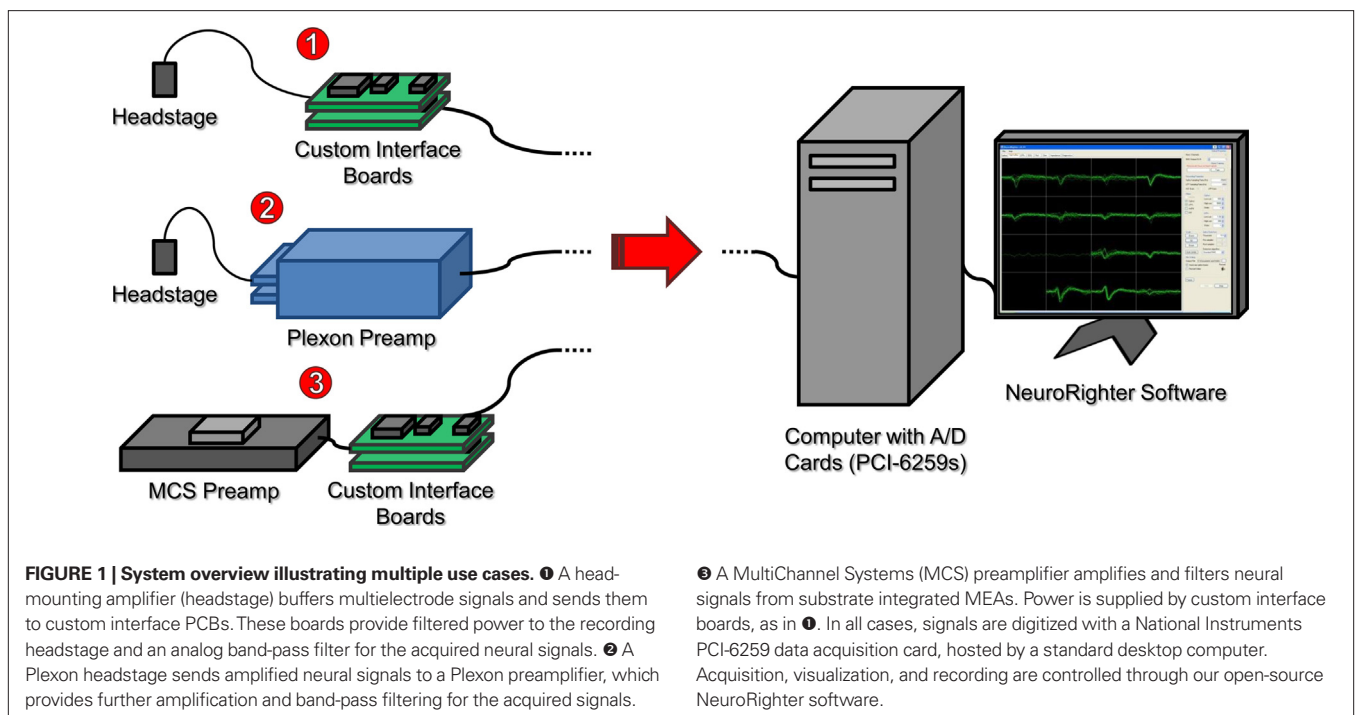 1
Headstage
Custom Interface
Boards
2
Headstage
Plexon Preamp
3
MCS Preamp
Custom Interface
Boards
Computer with A/D
Cards (PCI-6259s)
NeuroRighter Software
FIGURE 1 | System overview illustrating multiple use cases. ❶ A head-
mounting amplifier (headstage) buffers multielectrode signals and sends them
to custom interface PCBs. These boards provide filtered power to the recording
headstage and an analog band-pass filter for the acquired neural signals. ❷ A
Plexon headstage sends amplified neural signals to a Plexon preamplifier, which
provides further amplification and band-pass filtering for the acquired signals.
❸ A MultiChannel Systems (MCS) preamplifier amplifies and filters neural
signals from substrate integrated MEAs. Power is supplied by custom interface
boards, as in ❶. In all cases, signals are digitized with a National Instruments
PCI-6259 data acquisition card, hosted by a standard desktop computer.
Acquisition, visualization, and recording are controlled through our open-source
NeuroRighter software.